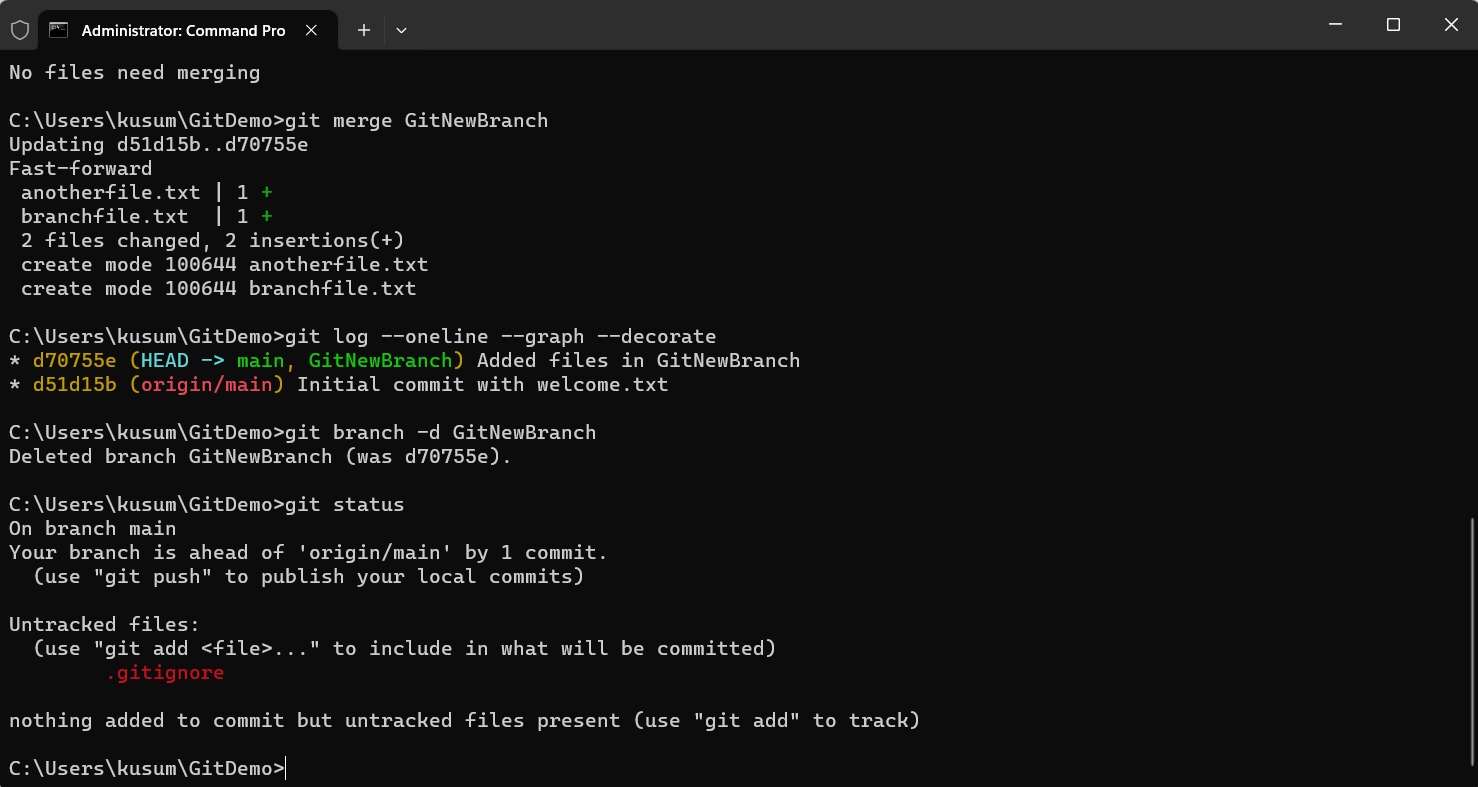 Administrator: Command Pro
No files need merging
C:\Users\kusum\GitDemo>git merge GitNewBranch
Updating d51d15b..d70755e
Fast-forward
 anotherfile.txt | 1 +
 branchfile.txt  | 1 +
 2 files changed, 2 insertions(+)
 create mode 100644 anotherfile.txt
 create mode 100644 branchfile.txt
C:\Users\kusum\GitDemo>git log --oneline --graph --decorate
* d70755e (HEAD -> main, GitNewBranch) Added files in GitNewBranch
* d51d15b (origin/main) Initial commit with welcome.txt
C:\Users\kusum\GitDemo>git branch -d GitNewBranch
Deleted branch GitNewBranch (was d70755e).
C:\Users\kusum\GitDemo>git status
On branch main
Your branch is ahead of 'origin/main' by 1 commit.
  (use "git push" to publish your local commits)
Untracked files:
  (use "git add <file>..." to include in what will be committed)
        .gitignore
nothing added to commit but untracked files present (use "git add" to track)
C:\Users\kusum\GitDemo>